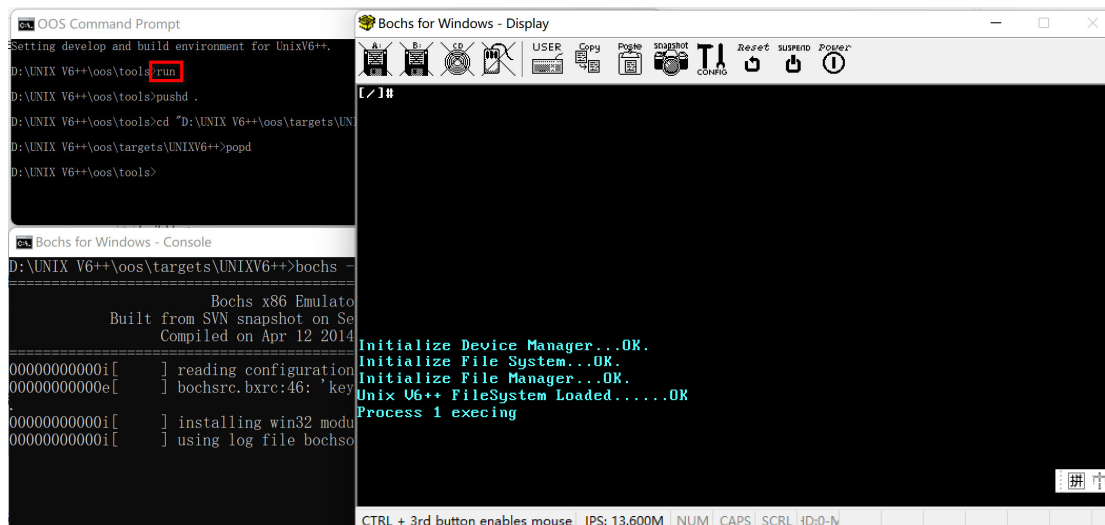 OOS Command Prompt
Setting develop and build environment for UnixV6++.
D:\UNIX V6++\oos\tools>run
D:\UNIX V6++\oos\tools>pushd .
D:\UNIX V6++\oos\tools>cd "D:\UNIX V6++\oos\targets\UNI
D:\UNIX V6++\oos\targets\UNIXV6++>popd
D:\UNIX V6++\oos\tools>
Bochs for Windows - Console
D:\UNIX V6++\oos\targets\UNIXV6++>bochs -
========================================
Bochs x86 Emulato
Built from SVN snapshot on Se
Compiled on Apr 12 2014
========================================
00000000000i[      ] reading configuration
00000000000e[      ] bochsrc.bxrc:46: 'key
.
00000000000i[      ] installing win32 modu
00000000000i[      ] using log file bochso
Bochs for Windows - Display
A: B: CD USER Copy Paste snapshot CONFIG Reset SUSPEND Power
[/]#
Initialize Device Manager...OK.
Initialize File System...OK.
Initialize File Manager...OK.
Unix V6++ FileSystem Loaded......OK
Process 1 execing
拼
CTRL + 3rd button enables mouse IPS: 13.600M NUM CAPS SCRL HD:0-M